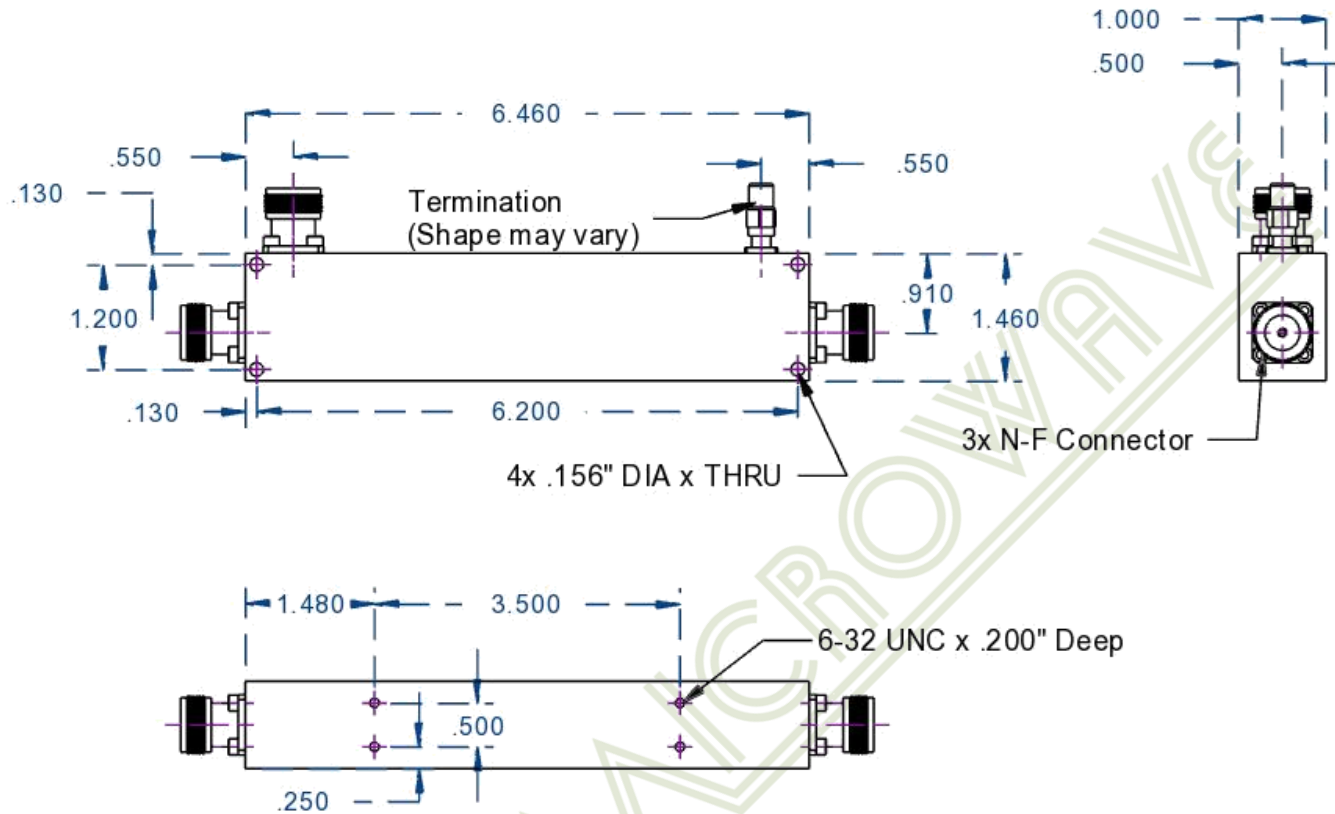 1.000
.500
6.460
.550
.550
.130
Termination
(Shape may vary)
.910
1.200
1.460
.130
6.200
3x N-F Connector
4x .156" DIA x THRU
1.480
3.500
6-32 UNC x .200" Deep
.500
.250
MICROWAVE